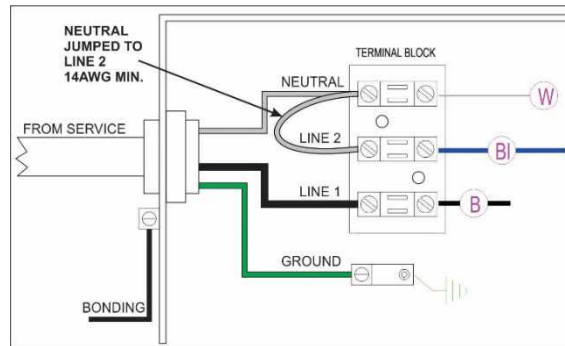 NEUTRAL
JUMPED TO
LINE 2
14AWG MIN.
TERMINAL BLOCK
NEUTRAL
W
FROM SERVICE
LINE 2
Bl
LINE 1
B
GROUND
BONDING